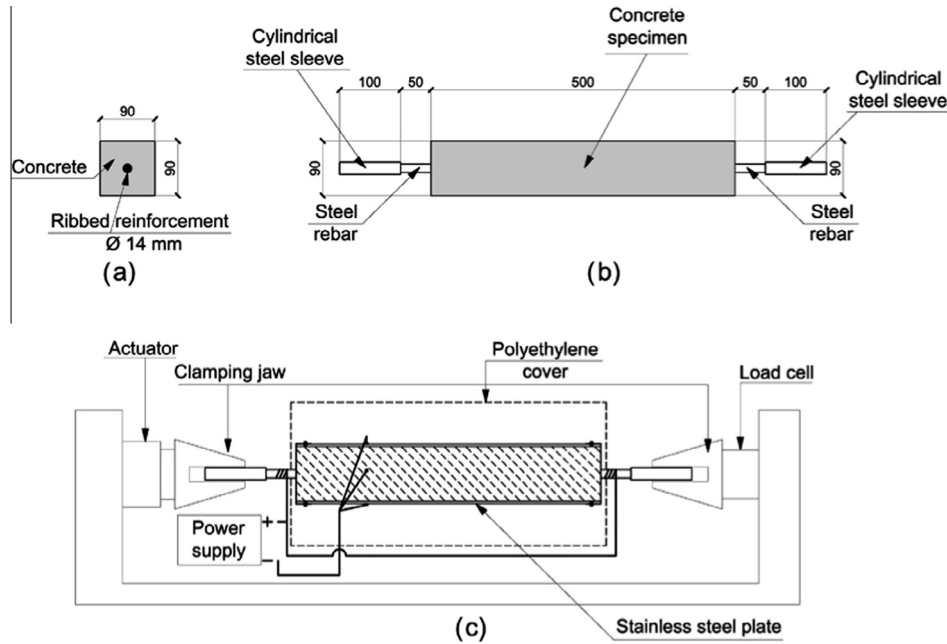 90
Concrete
90
Ribbed reinforcement
Ø 14 mm
(a)
Cylindrical
steel sleeve
Concrete
specimen
Cylindrical
steel sleeve
100
50
500
50
100
90
90
Steel
rebar
Steel
rebar
(b)
Actuator
Clamping jaw
Polyethylene
cover
Load cell
Power
supply
+
−
Stainless steel plate
(c)